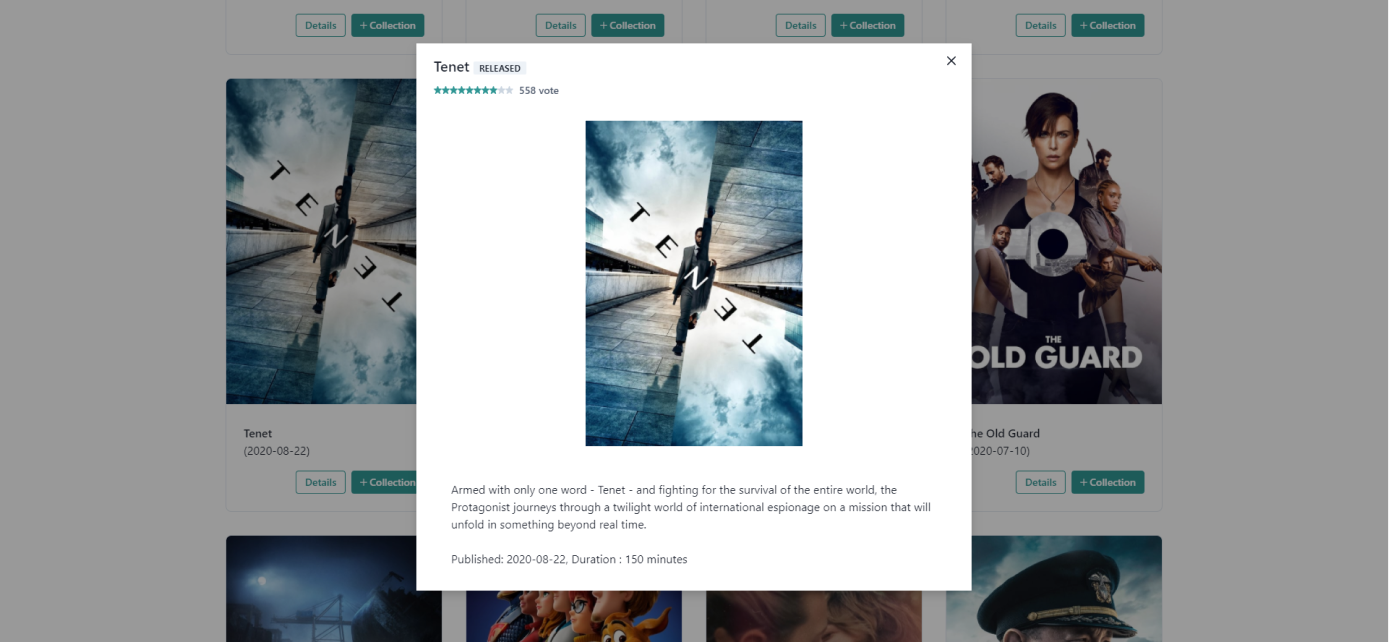 Details + Collection Details + Collection Details + Collection Details + Collection
Tenet RELEASED
558 vote
TENET
TENET
THE
OLD GUARD
Tenet
(2020-08-22)
Details + Collection
he Old Guard
2020-07-10)
Details + Collection
Armed with only one word - Tenet - and fighting for the survival of the entire world, the
Protagonist journeys through a twilight world of international espionage on a mission that will
unfold in something beyond real time.
Published: 2020-08-22, Duration : 150 minutes